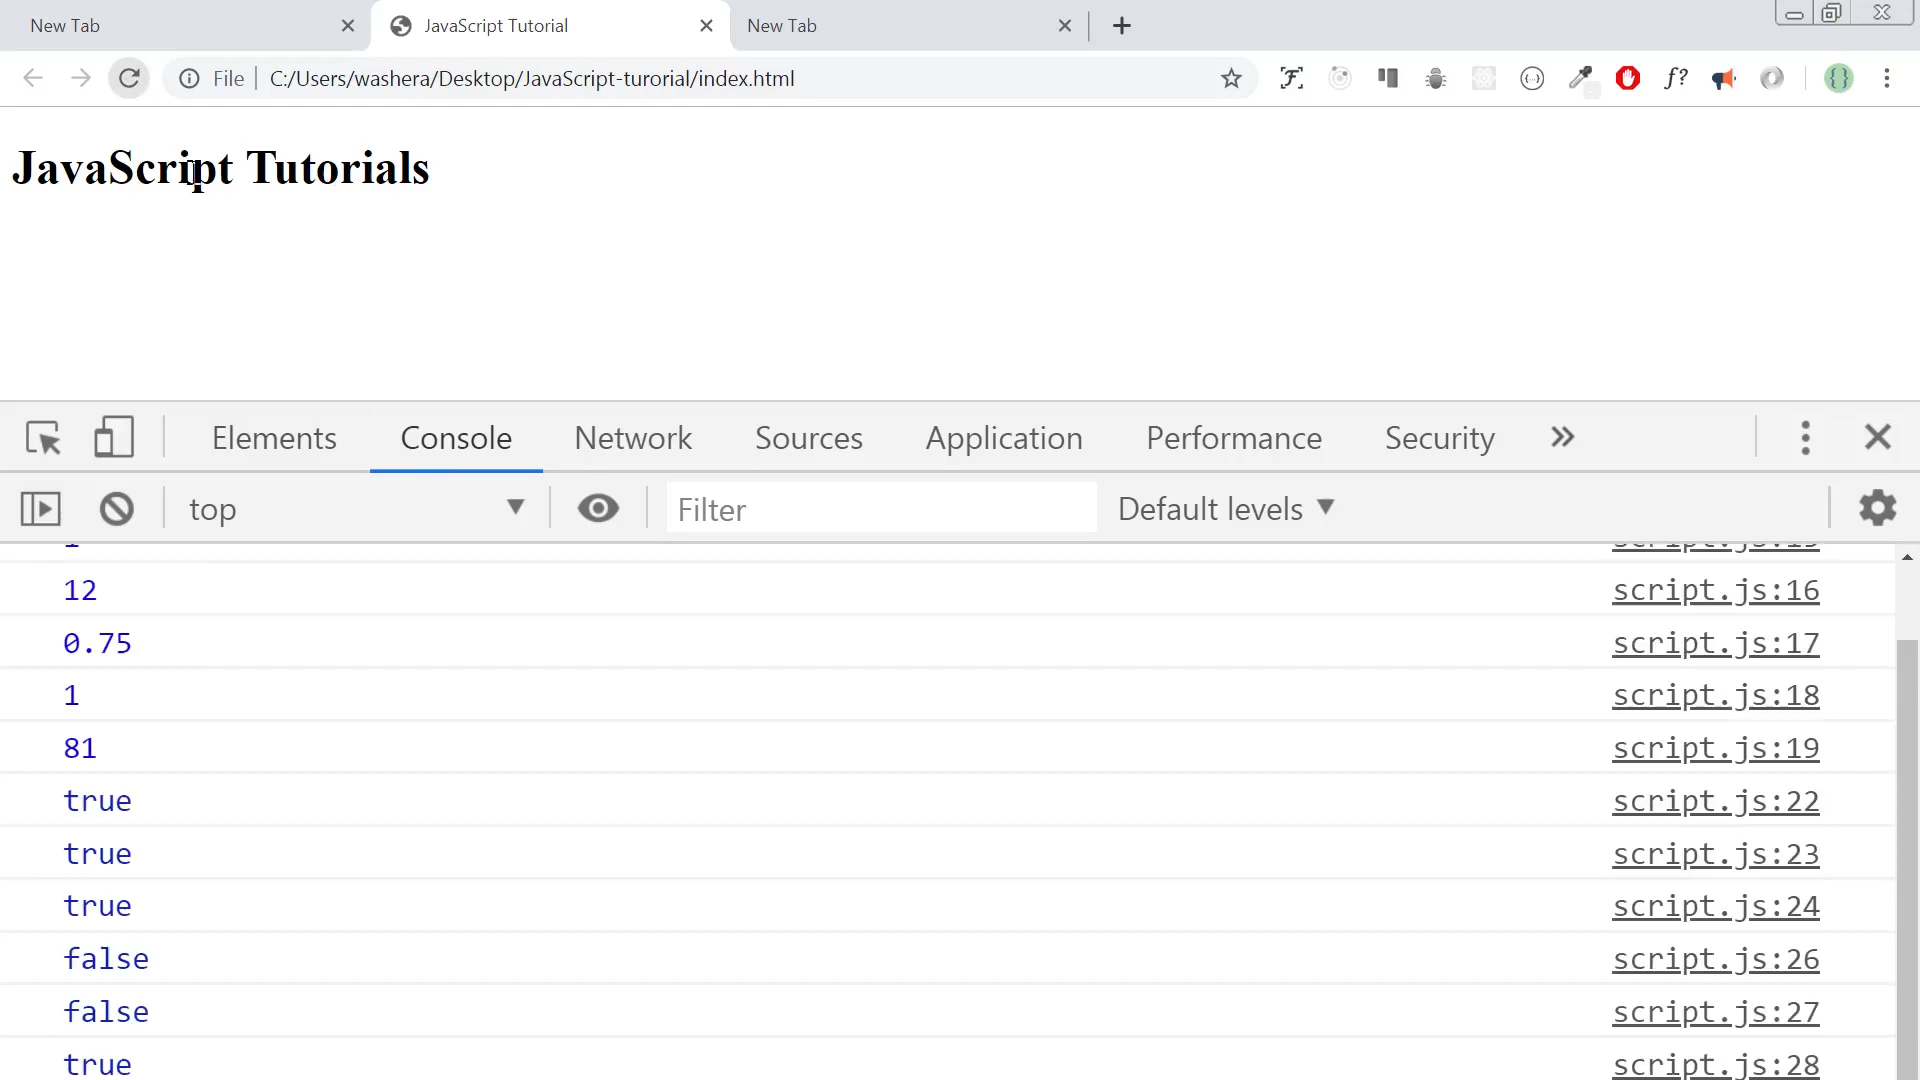 New Tab
JavaScript Tutorial
New Tab
File
C:/Users/washera/Desktop/JavaScript-turorial/index.html
f?
JavaScript Tutorials
Elements
Console
Network
Sources
Application
Performance
Security
top
Filter
Default levels
12 script.js:16
0.75 script.js:17
1 script.js:18
81 script.js:19
true script.js:22
true script.js:23
true script.js:24
false script.js:26
false script.js:27
true script.js:28